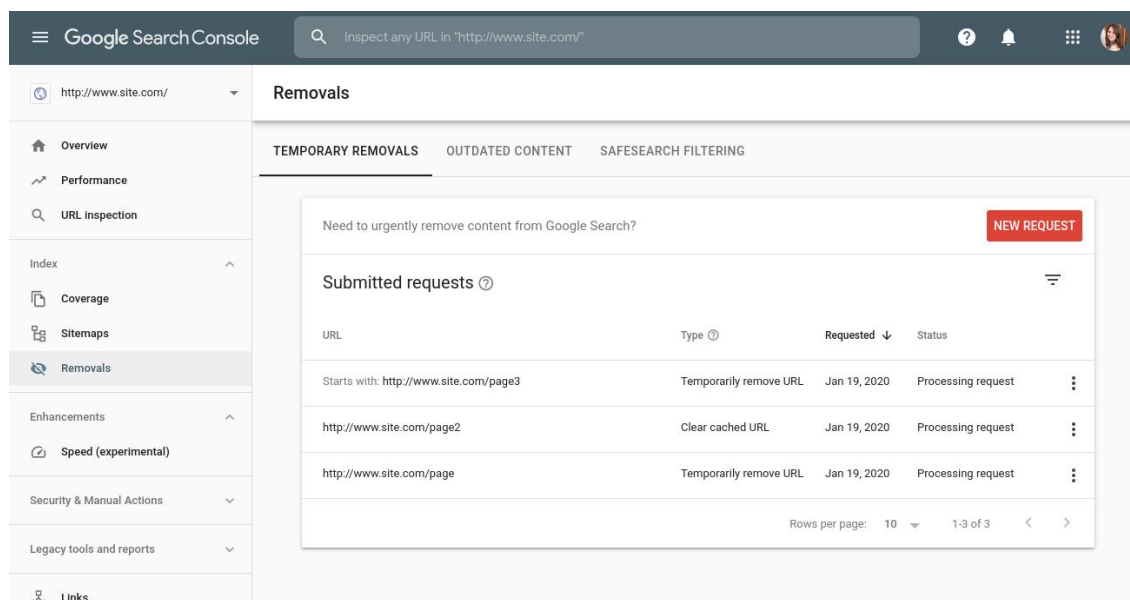 Google Search Console
Inspect any URL in "http://www.site.com/"
http://www.site.com/
Removals
Overview
Performance
URL inspection
Index
Coverage
Sitemaps
Removals
Enhancements
Speed (experimental)
Security & Manual Actions
Legacy tools and reports
Links
TEMPORARY REMOVALS OUTDATED CONTENT SAFESEARCH FILTERING
Need to urgently remove content from Google Search? NEW REQUEST
Submitted requests
URL Type Requested Status
Starts with: http://www.site.com/page3 Temporarily remove URL Jan 19, 2020 Processing request
http://www.site.com/page2 Clear cached URL Jan 19, 2020 Processing request
http://www.site.com/page Temporarily remove URL Jan 19, 2020 Processing request
Rows per page: 10 1-3 of 3